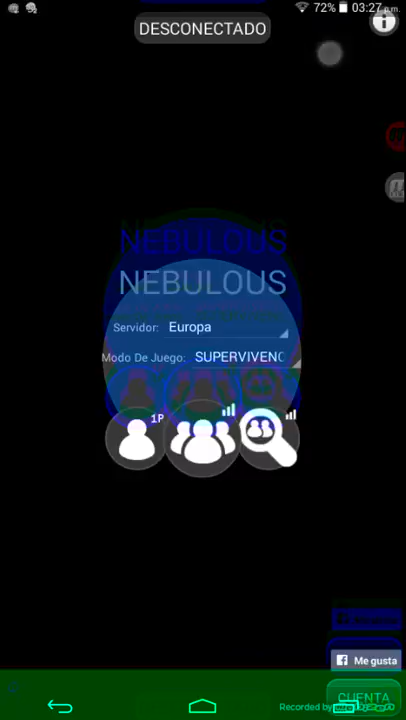 72% 03:27 p.m.
DESCONECTADO
NEBULOUS
NEBULOUS
Servidor: Europa
Modo De Juego: SUPERVIVENC
1P
Me gusta
CUENTA
Recorded by